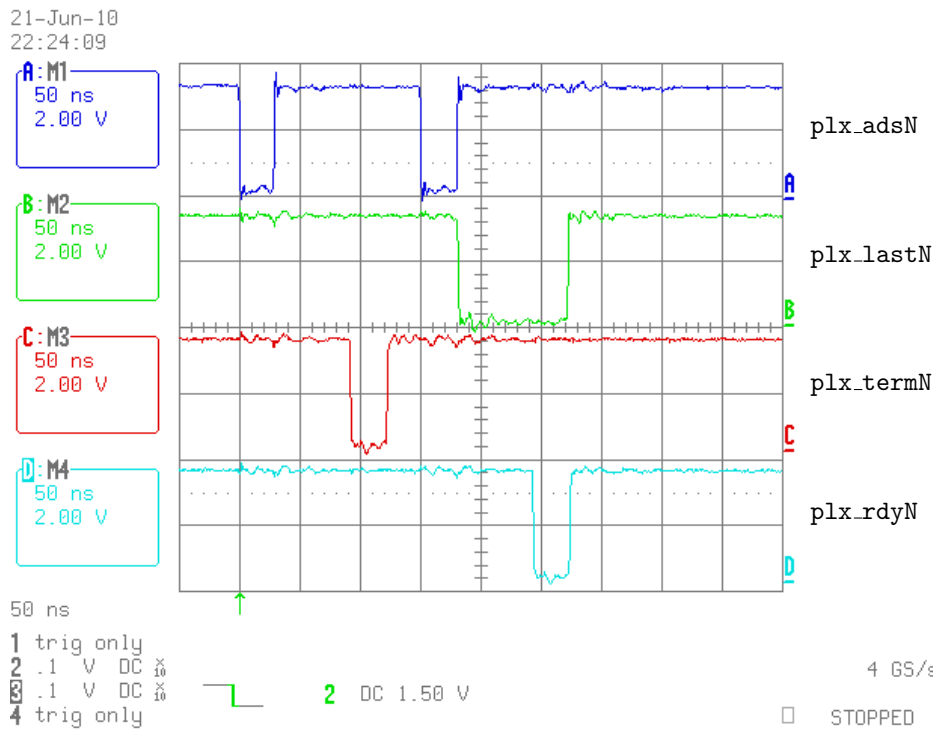 21-Jun-10
22:24:09
A:M1
50 ns
2.00 V
plx_adsN
A
B:M2
50 ns
2.00 V
plx_lastN
B
C:M3
50 ns
2.00 V
plx_termN
C
D:M4
50 ns
2.00 V
plx_rdyN
D
50 ns
1 trig only
2 .1 V DC X10
3 .1 V DC X10
4 trig only
2 DC 1.50 V
4 GS/s
STOPPED